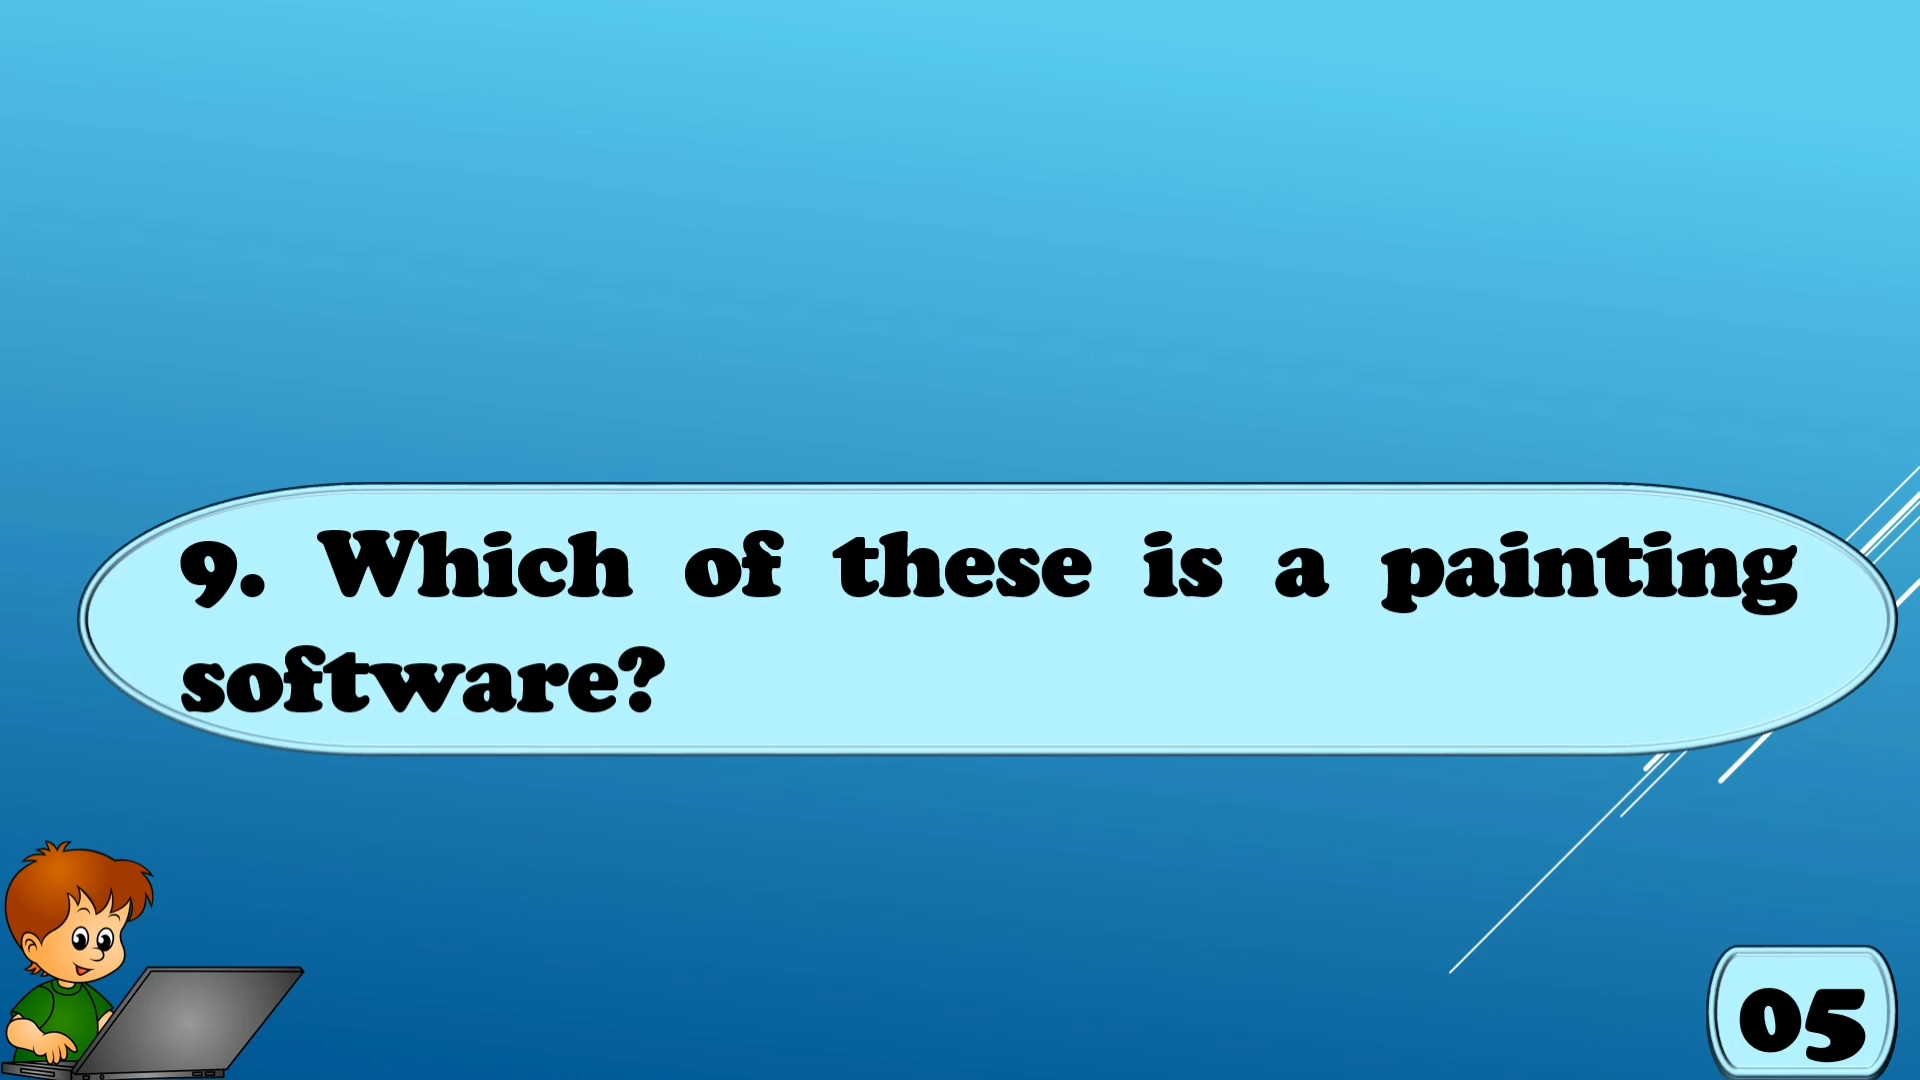 9. Which of these is a painting
software?
05